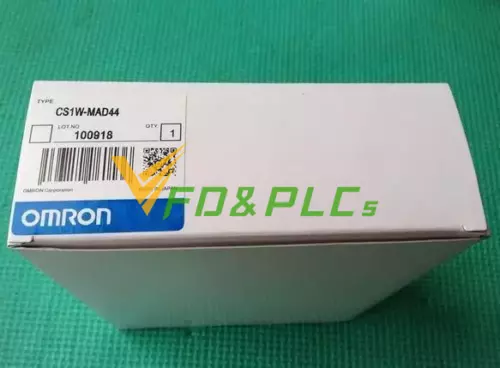 TYPE
CS1W-MAD44
LOT.NO.
QTY.
100918
1
OMRON Corporation
OMRON
VFD&PLCs